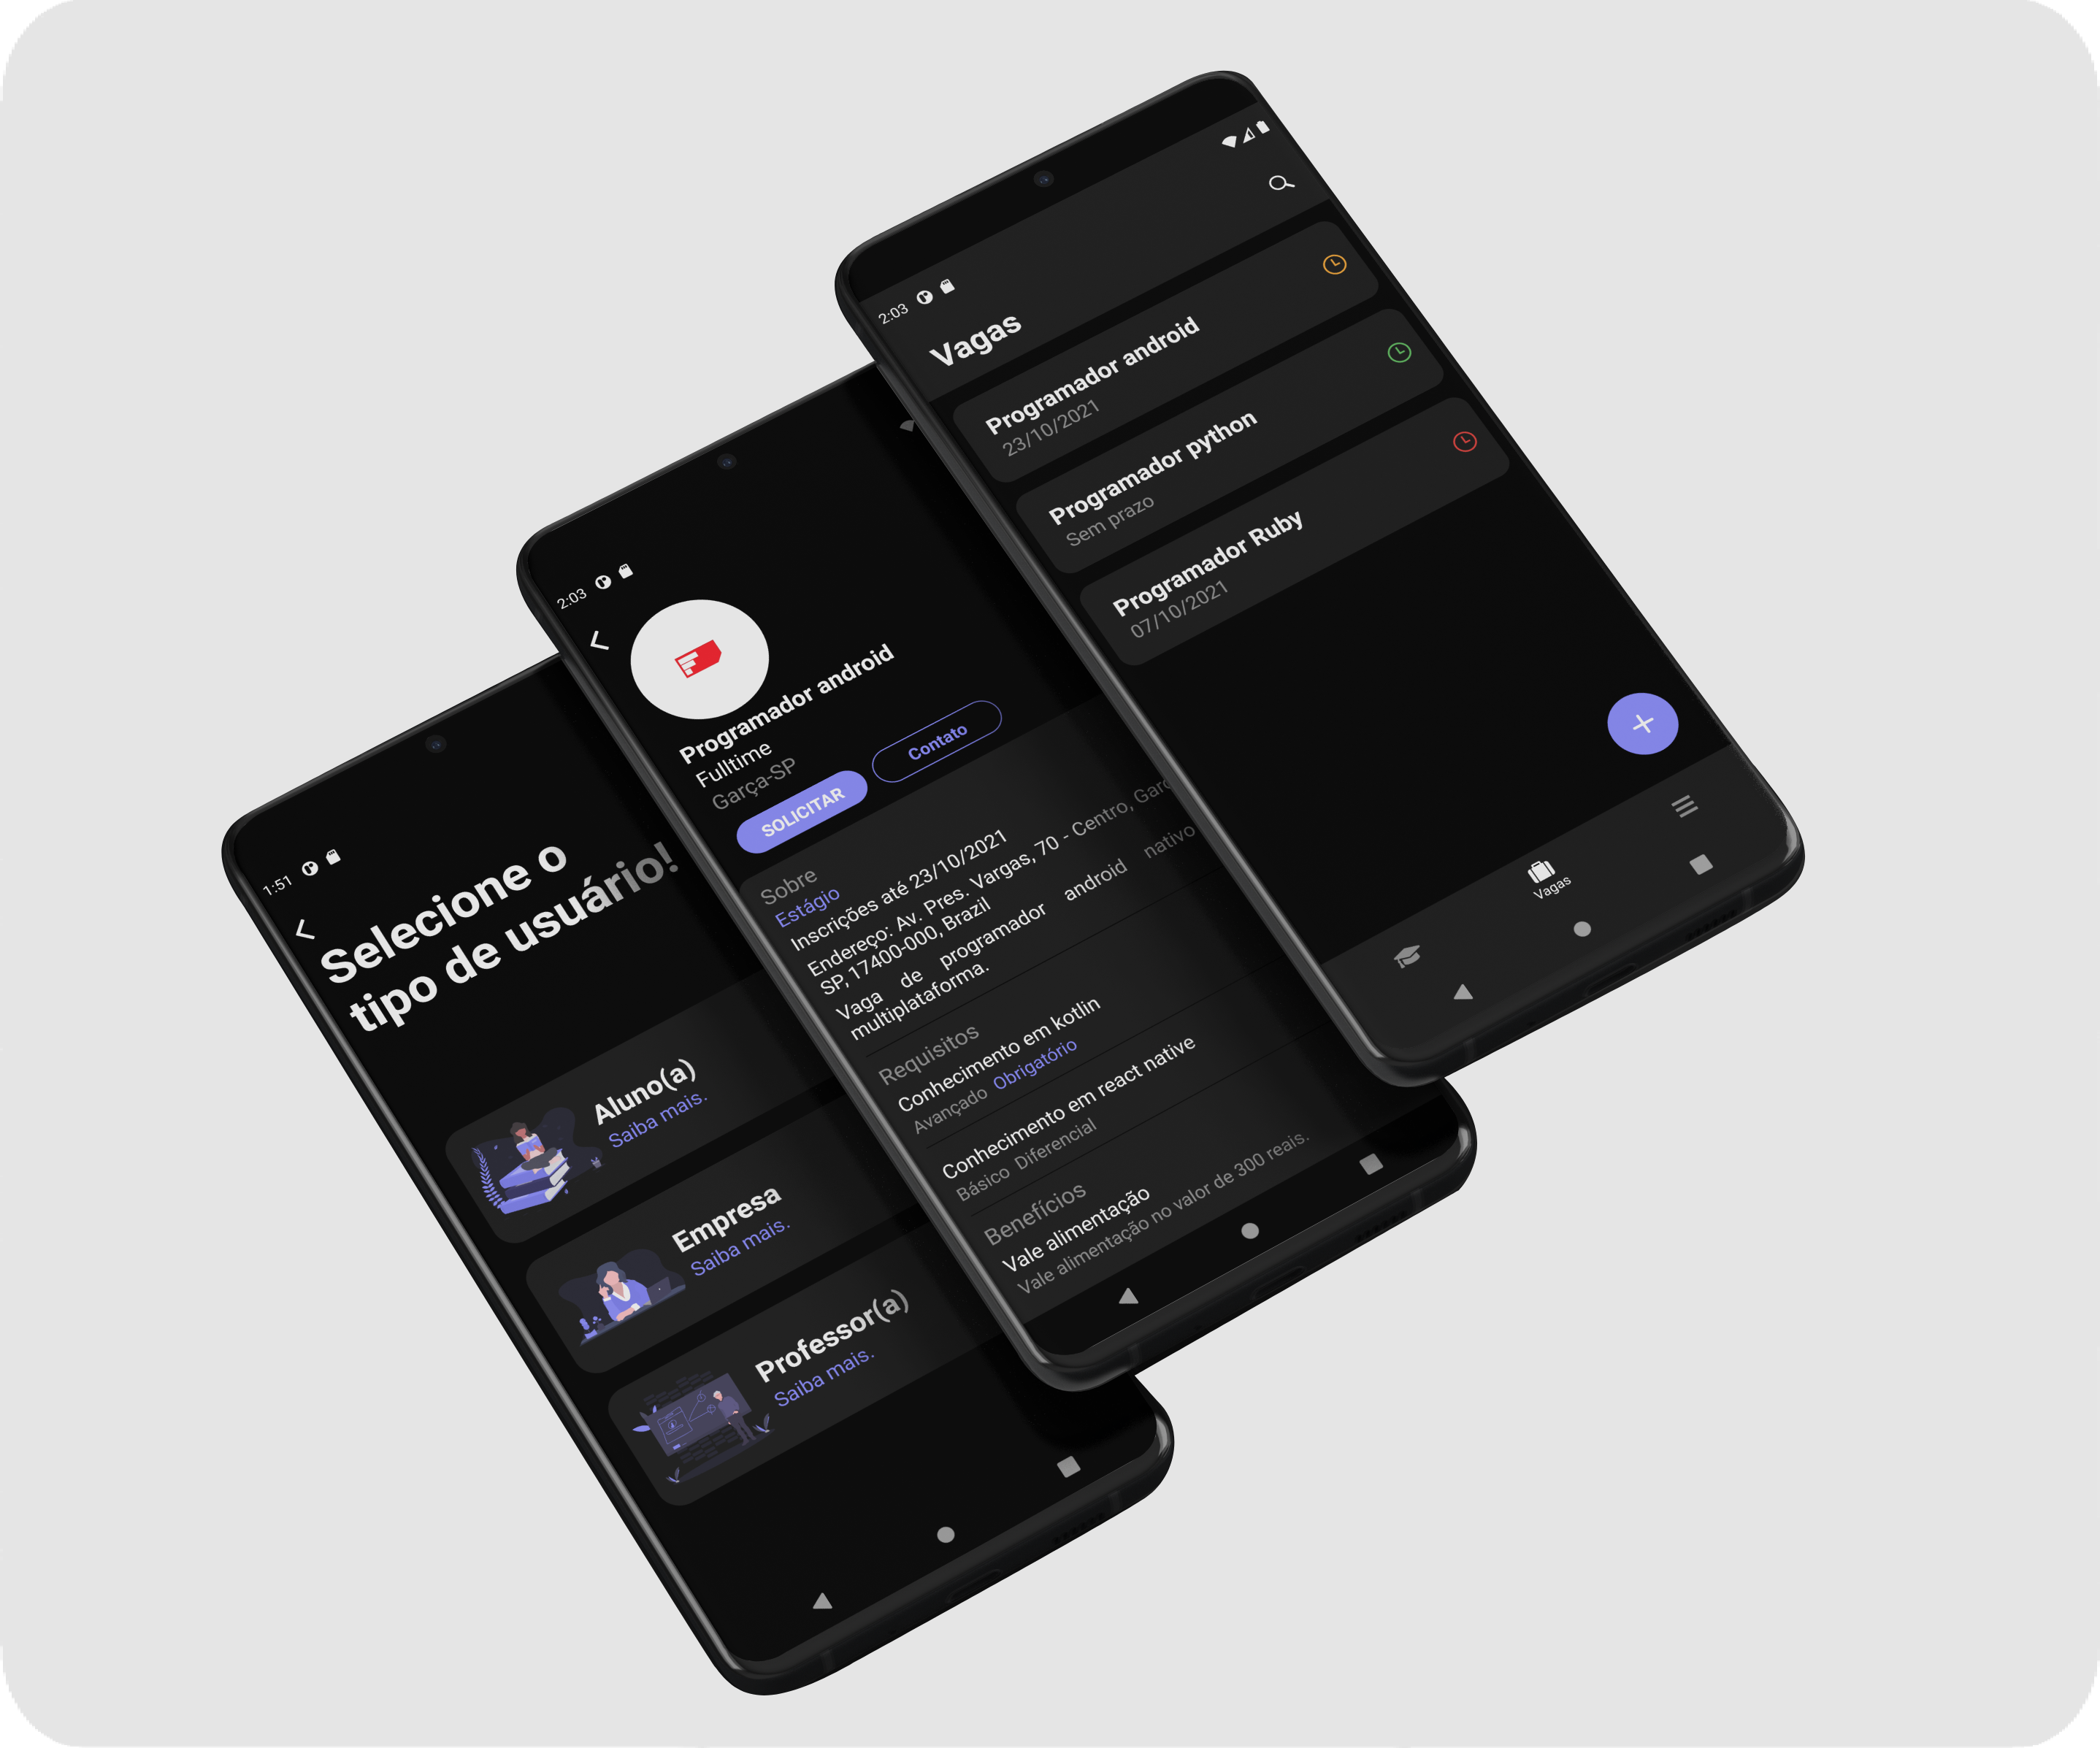 1:51
Selecione o
tipo de usuário!
Aluno(a)
Saiba mais.
Empresa
Saiba mais.
Professor(a)
Saiba mais.
2:03
Programador android
Fulltime
Garça-SP
SOLICITAR
Contato
Sobre
Estágio
Inscrições até 23/10/2021
Endereço: Av. Pres. Vargas, 70 - Centro,
SP, 17400-000, Brazil
Vaga de programador android nativo
multiplataforma.
Requisitos
Conhecimento em kotlin
Avançado Obrigatório
Conhecimento em react native
Básico Diferencial
Benefícios
Vale alimentação
Vale alimentação no valor de 300 reais.
2:03
Vagas
Programador android
23/10/2021
Programador python
Sem prazo
Programador Ruby
07/10/2021
Vagas